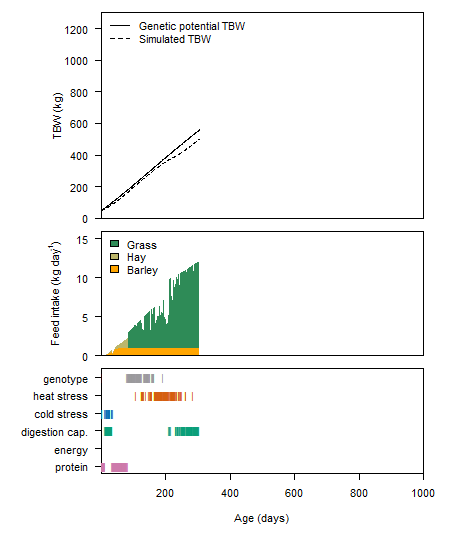 1200
1000
800
600
400
200
0
TBW (kg)
Genetic potential TBW
Simulated TBW
15
10
5
0
Feed intake (kg day⁻¹)
Grass
Hay
Barley
genotype
heat stress
cold stress
digestion cap.
energy
protein
200 400 600 800 1000
Age (days)